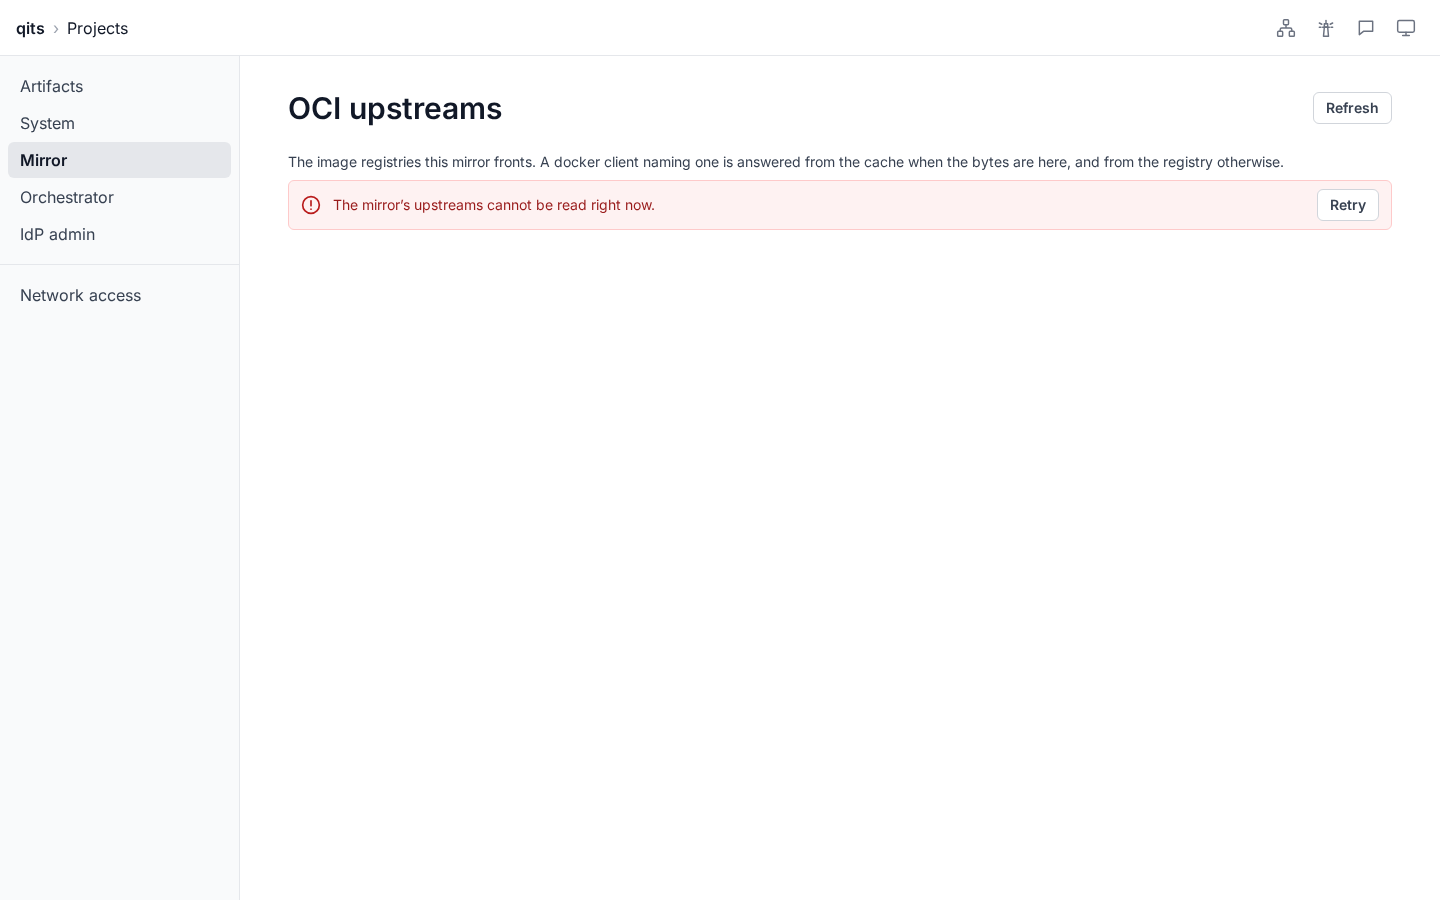 qits › Projects
Artifacts
System
Mirror
Orchestrator
IdP admin
Network access
OCI upstreams
Refresh
The image registries this mirror fronts. A docker client naming one is answered from the cache when the bytes are here, and from the registry otherwise.
The mirror’s upstreams cannot be read right now.
Retry